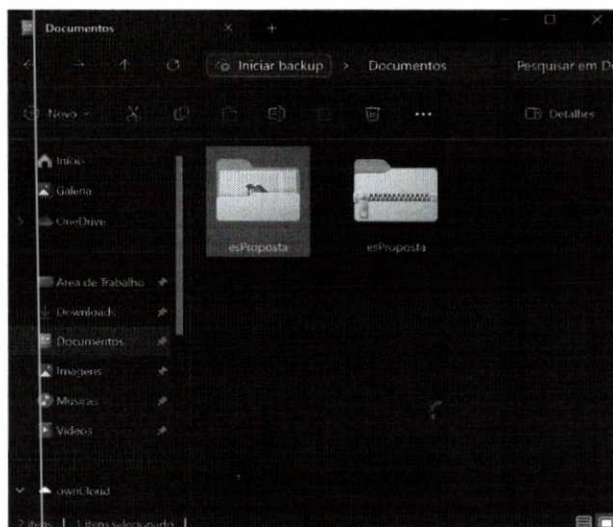 Documentos
Iniciar backup > Documentos Pesquisar em D
Novo Detalhes
Início
Galeria
OneDrive
esProposta esProposta
Área de Trabalho
Downloads
Documentos
Imagens
Músicas
Vídeos
ownCloud
2 itens | 1 item selecionado |